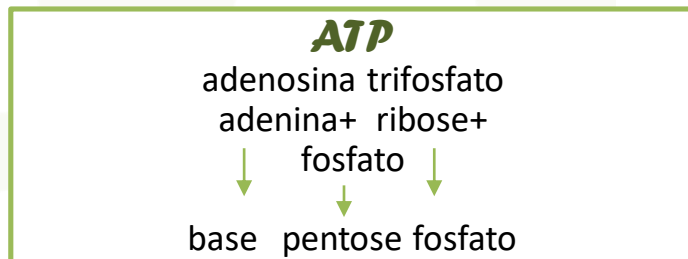 ATP
adenosina trifosfato
adenina+ ribose+
fosfato
base pentose fosfato